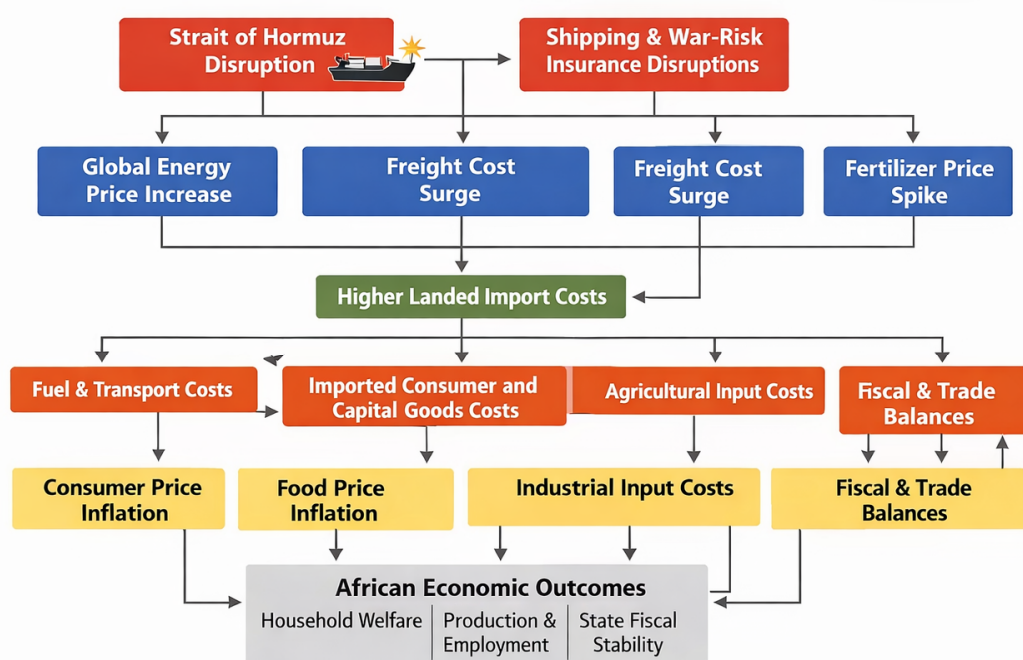 Strait of Hormuz
Disruption
Shipping & War-Risk
Insurance Disruptions
Global Energy
Price Increase
Freight Cost
Surge
Freight Cost
Surge
Fertilizer Price
Spike
Higher Landed Import Costs
Fuel & Transport Costs
Imported Consumer and
Capital Goods Costs
Agricultural Input Costs
Fiscal & Trade
Balances
Consumer Price
Inflation
Food Price
Inflation
Industrial Input Costs
Fiscal & Trade
Balances
African Economic Outcomes
Household Welfare
Production &
Employment
State Fiscal
Stability